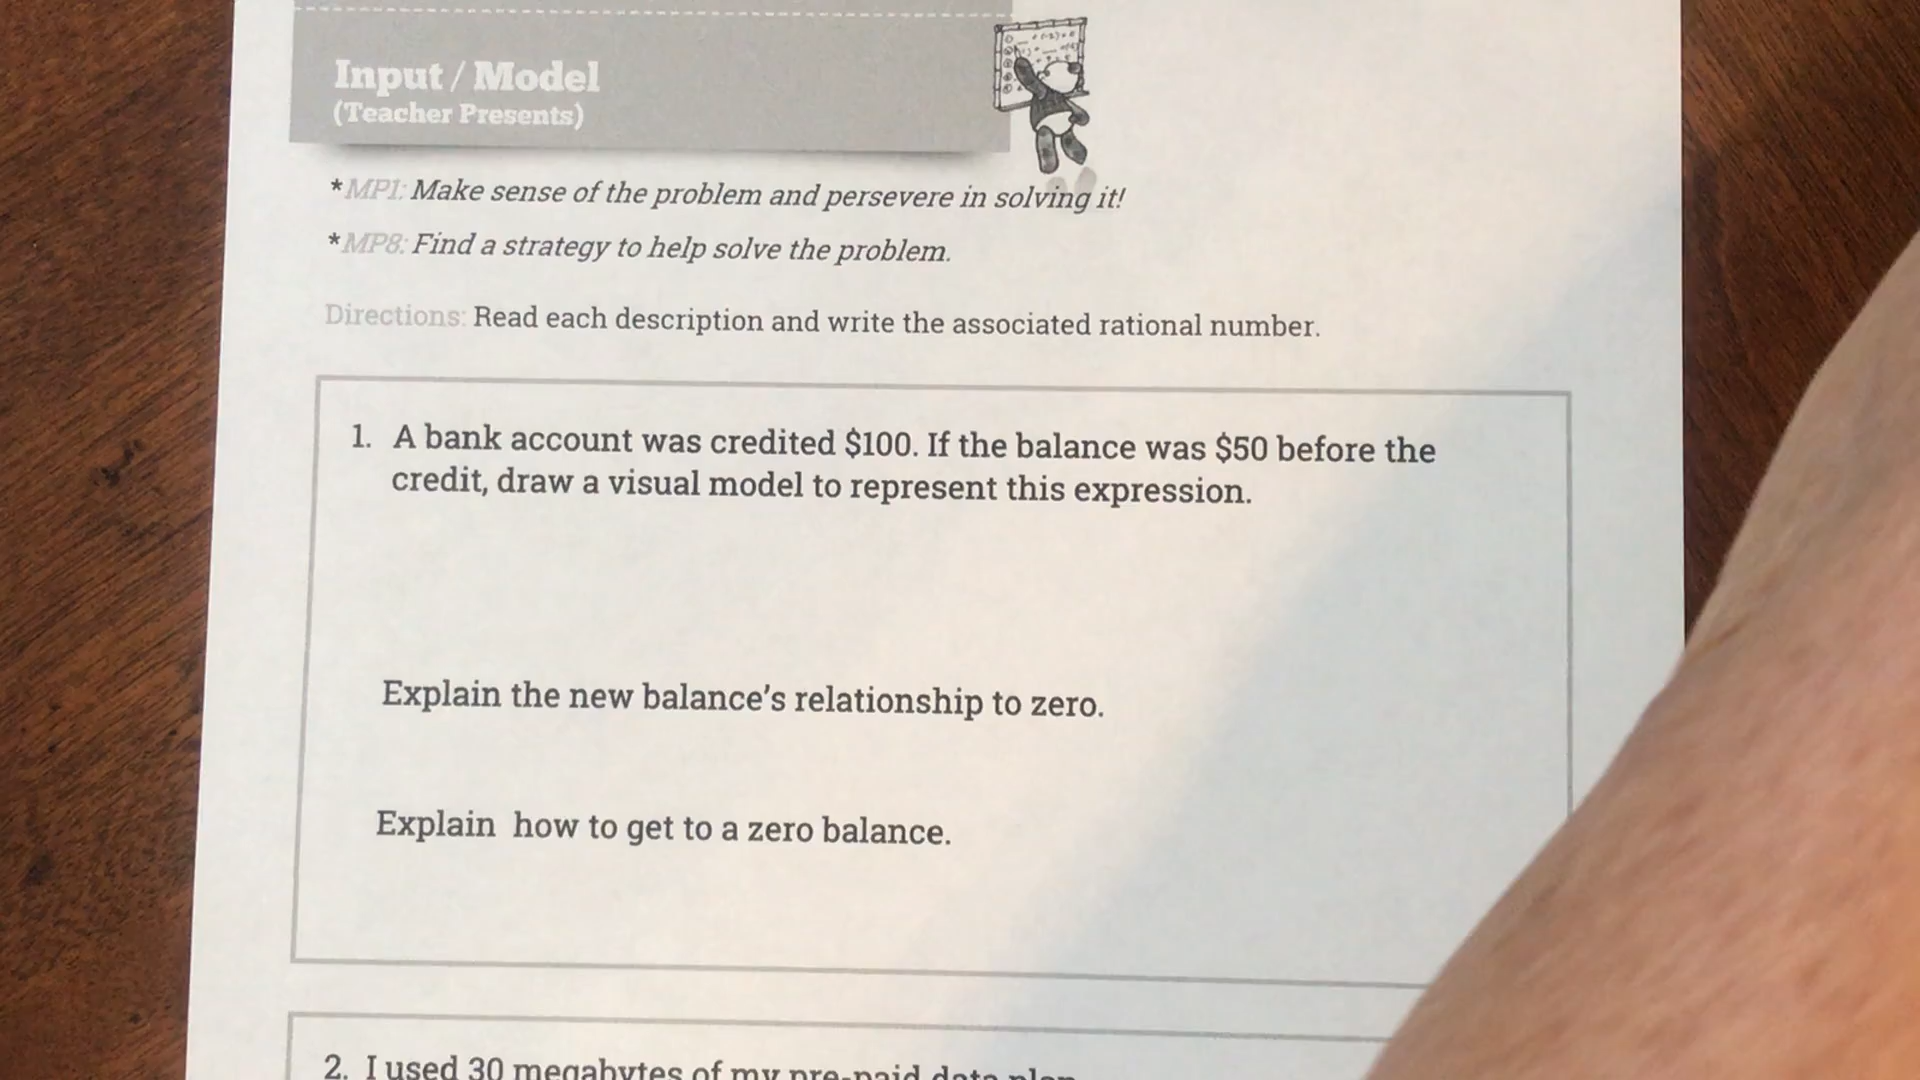 Input / Model
(Teacher Presents)
*MP1: Make sense of the problem and persevere in solving it!
*MP8: Find a strategy to help solve the problem.
Directions: Read each description and write the associated rational number.
1. A bank account was credited $100. If the balance was $50 before the
credit, draw a visual model to represent this expression.
Explain the new balance's relationship to zero.
Explain how to get to a zero balance.
2. I used 30 megabytes of my pre-paid data plan